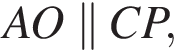 AO ∥ CP,